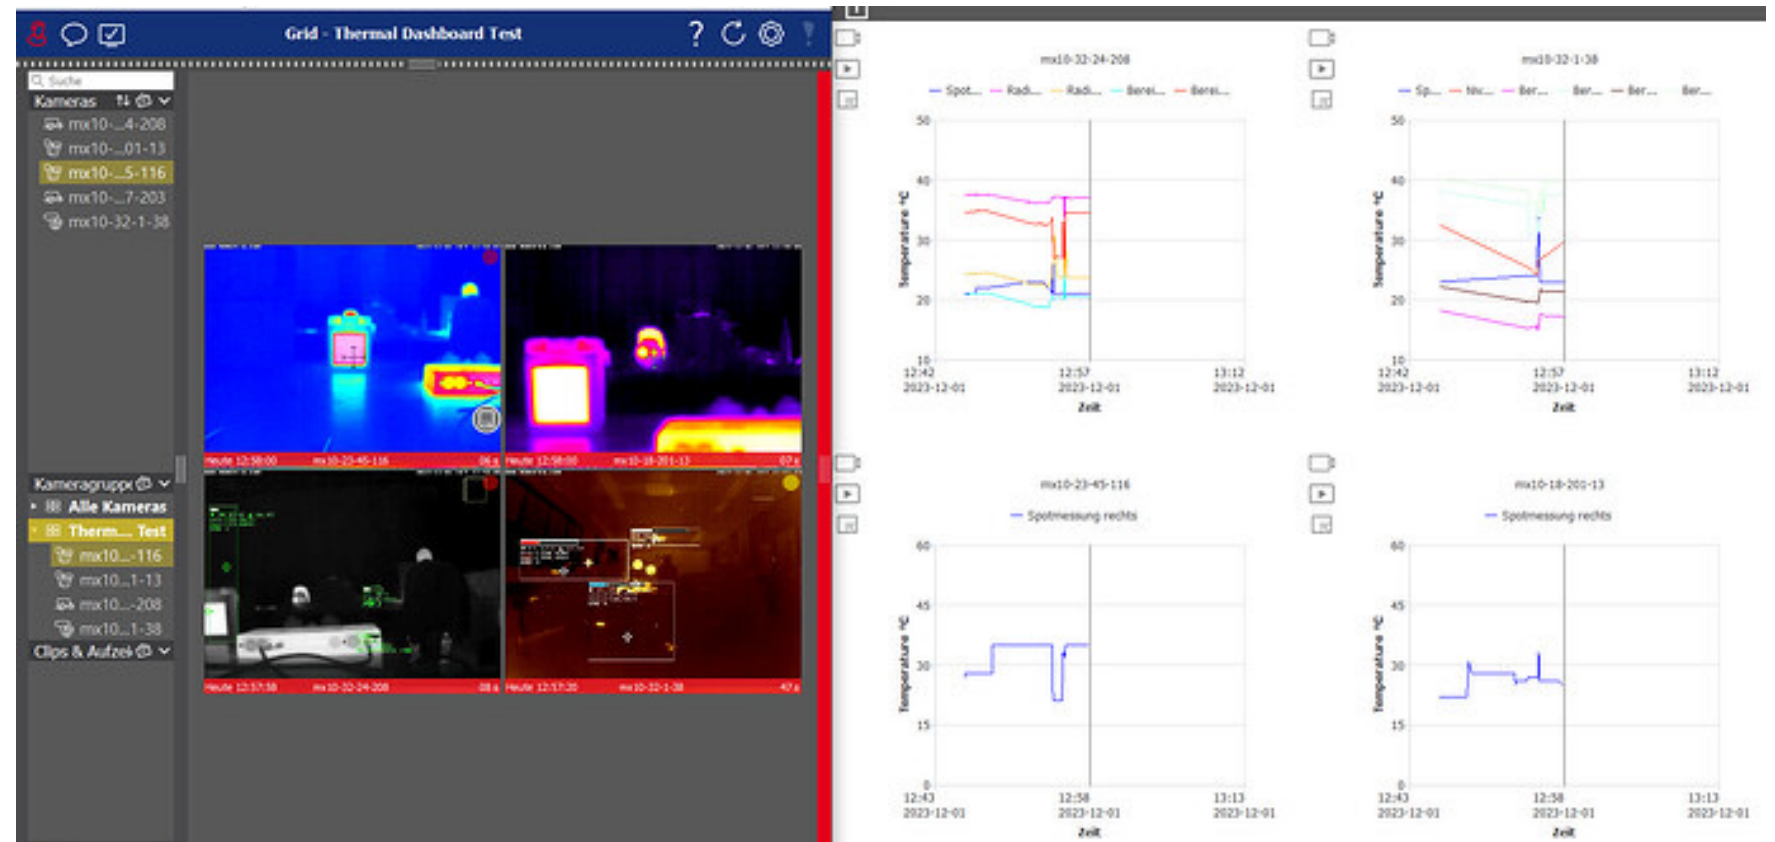 Grid - Thermal Dashboard Test
Suche
Kameras
mx10-...4-208
mx10-...01-13
mx10-...5-116
mx10-...7-203
mx10-32-1-38
Heute 12:58:00 mx10-23-45-116 06 s
Heute 12:58:00 mx10-18-201-13 07 s
Kameragruppe
Alle Kameras
Therm.... Test
mx10...-116
mx10...1-13
mx10...-208
mx10...1-38
Clips & Aufzei
Heute 12:57:58 mx10-32-24-208 08 s
Heute 12:57:20 mx10-32-1-38 47 s
mx10-32-24-208
Spot... Radi... Radi... Berei... Berei...
Temperature °C
50
40
30
20
10
12:42 12:57 13:12
2023-12-01 2023-12-01 2023-12-01
Zeit
mx10-32-1-38
Sp... Niv... Ber... Ber... Ber... Ber...
Temperature °C
50
40
30
20
10
12:42 12:57 13:12
2023-12-01 2023-12-01 2023-12-01
Zeit
mx10-23-45-116
Spotmessung rechts
Temperature °C
60
45
30
15
0
12:43 12:58 13:13
2023-12-01 2023-12-01 2023-12-01
Zeit
mx10-18-201-13
Spotmessung rechts
Temperature °C
60
45
30
15
0
12:43 12:58 13:13
2023-12-01 2023-12-01 2023-12-01
Zeit